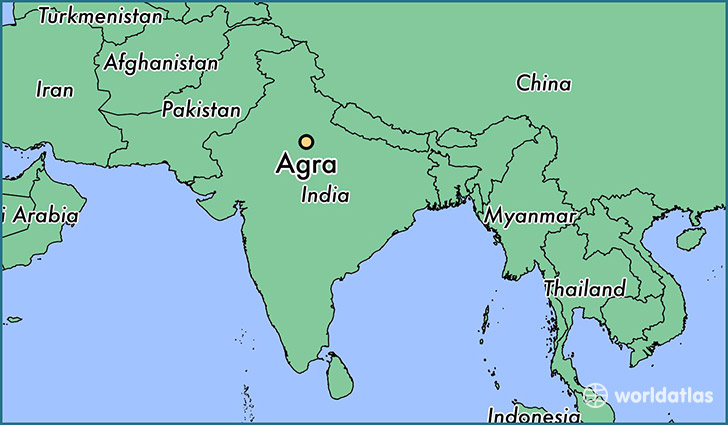 Turkmenistan
Afghanistan
Iran
China
Pakistan
Agra
India
i Arabia
Myanmar
Thailand
worldatlas
Indonesia